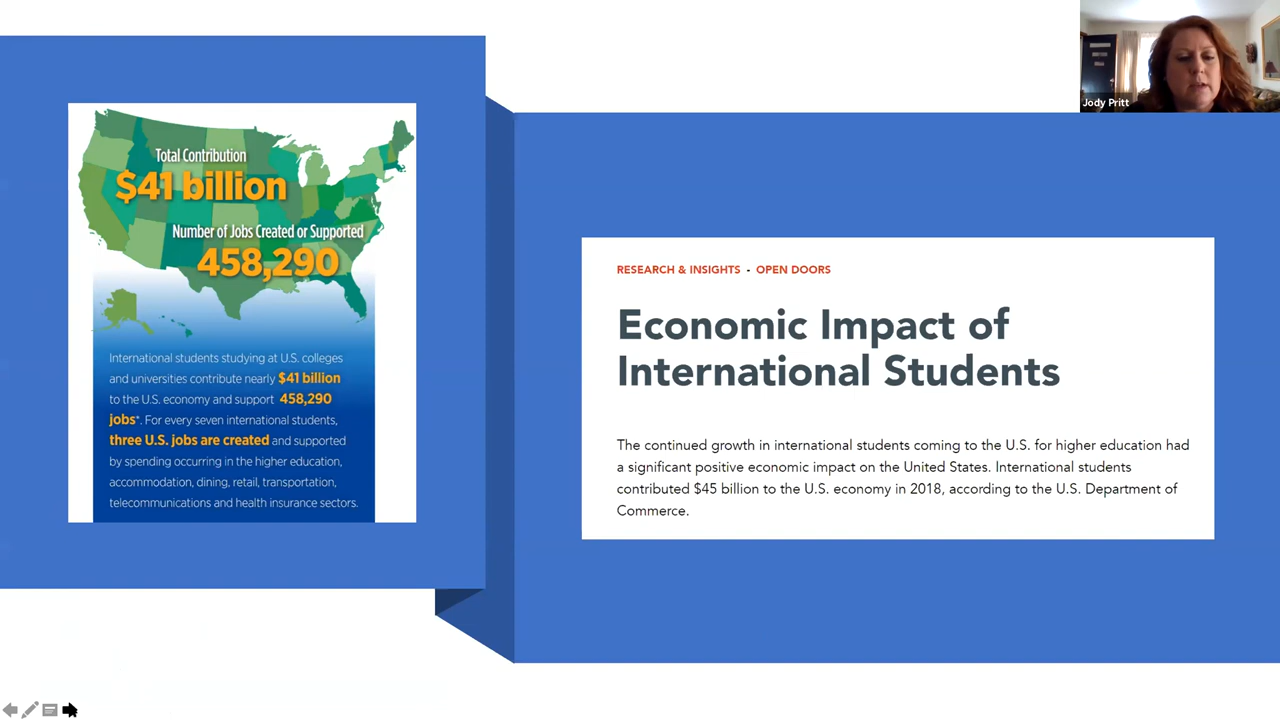 Jody Pritt
Total Contribution
$41 billion
Number of Jobs Created or Supported
458,290
International students studying at U.S. colleges
and universities contribute nearly $41 billion
to the U.S. economy and support 458,290
jobs*. For every seven international students,
three U.S. jobs are created and supported
by spending occurring in the higher education,
accommodation, dining, retail, transportation,
telecommunications and health insurance sectors.
RESEARCH & INSIGHTS - OPEN DOORS
Economic Impact of
International Students
The continued growth in international students coming to the U.S. for higher education had
a significant positive economic impact on the United States. International students
contributed $45 billion to the U.S. economy in 2018, according to the U.S. Department of
Commerce.